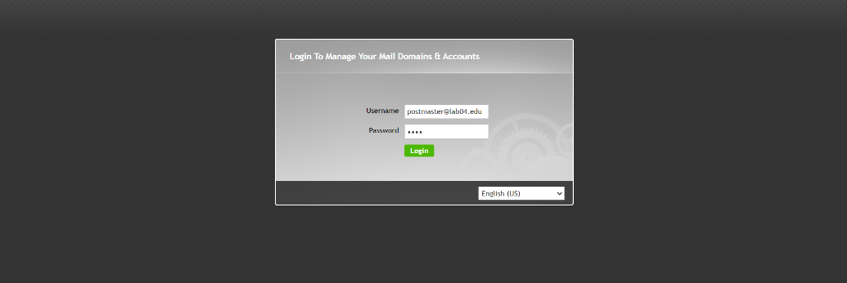 Login To Manage Your Mail Domains & Accounts
Username postmaster@lab04.edu
Password ••••
Login
English (US)